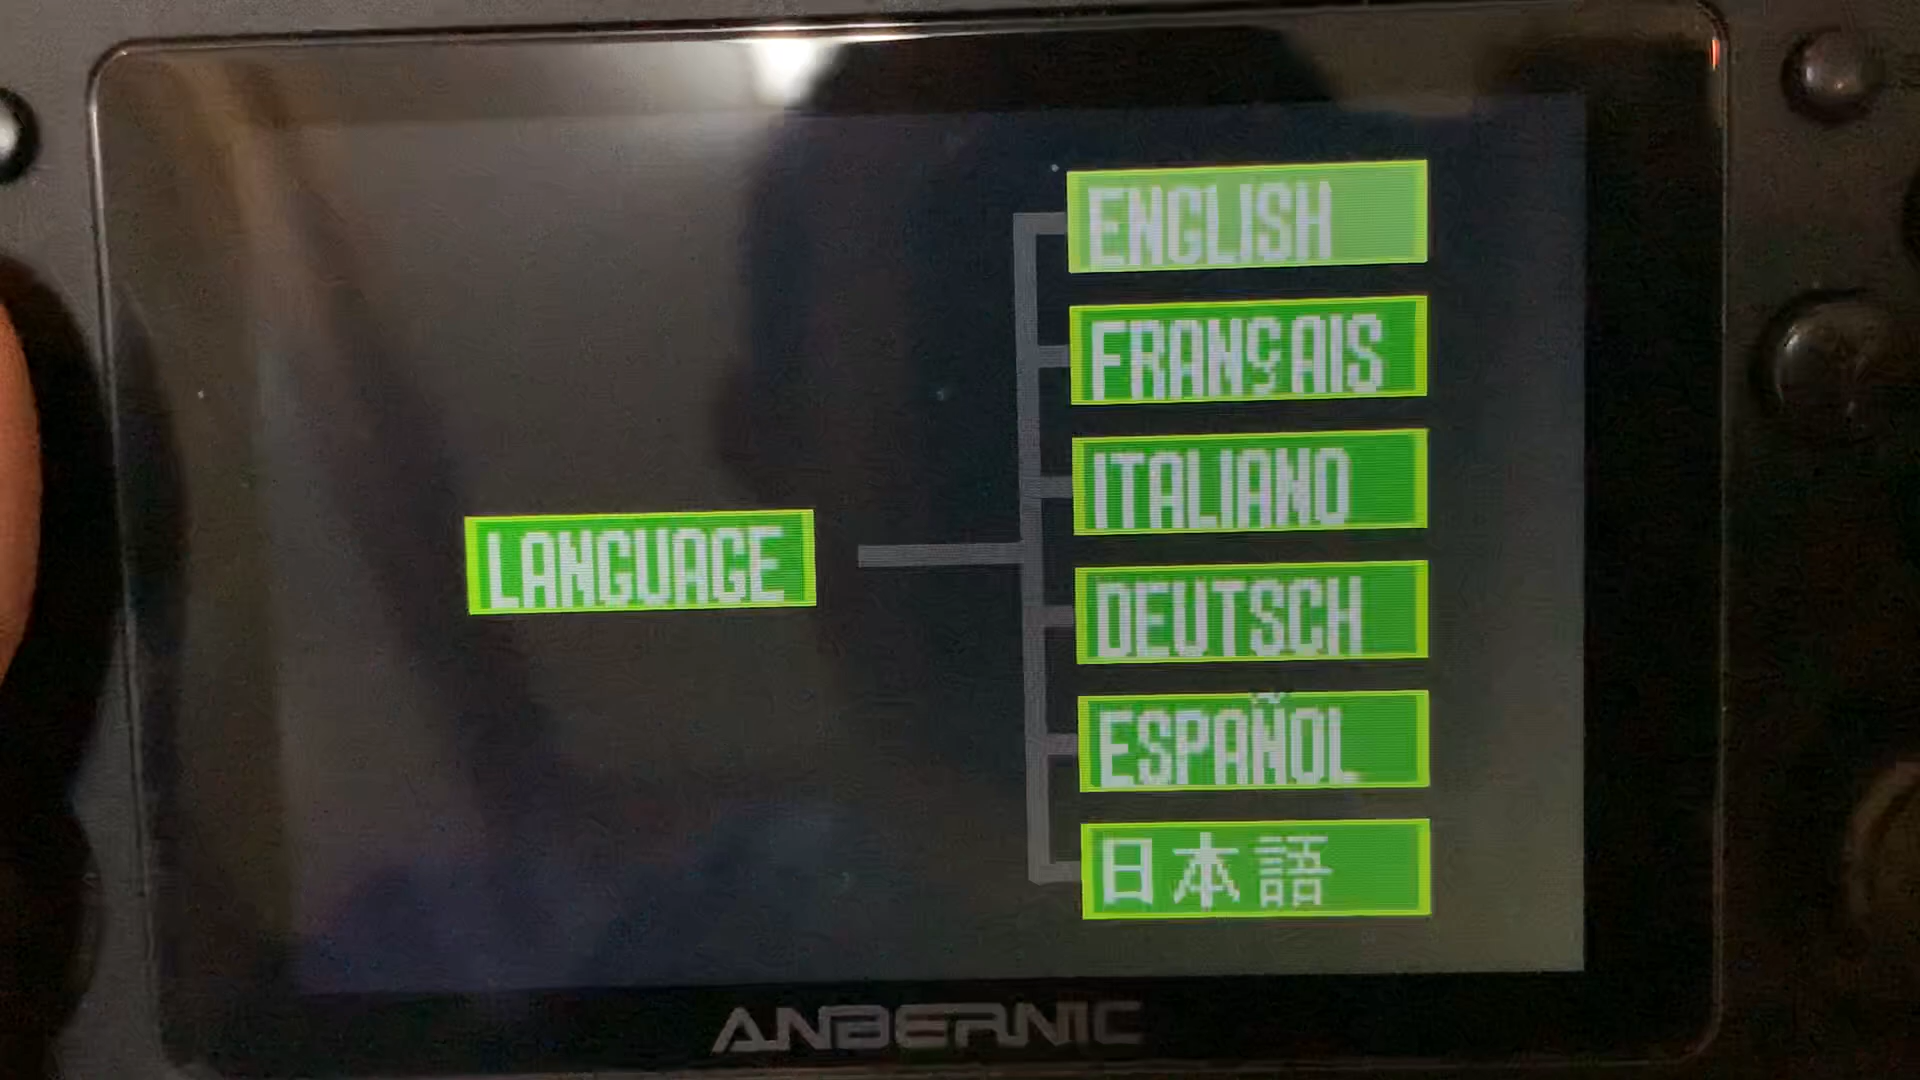 LANGUAGE
ENGLISH
FRANÇAIS
ITALIANO
DEUTSCH
ESPAÑOL
日本語
ANBERNIC